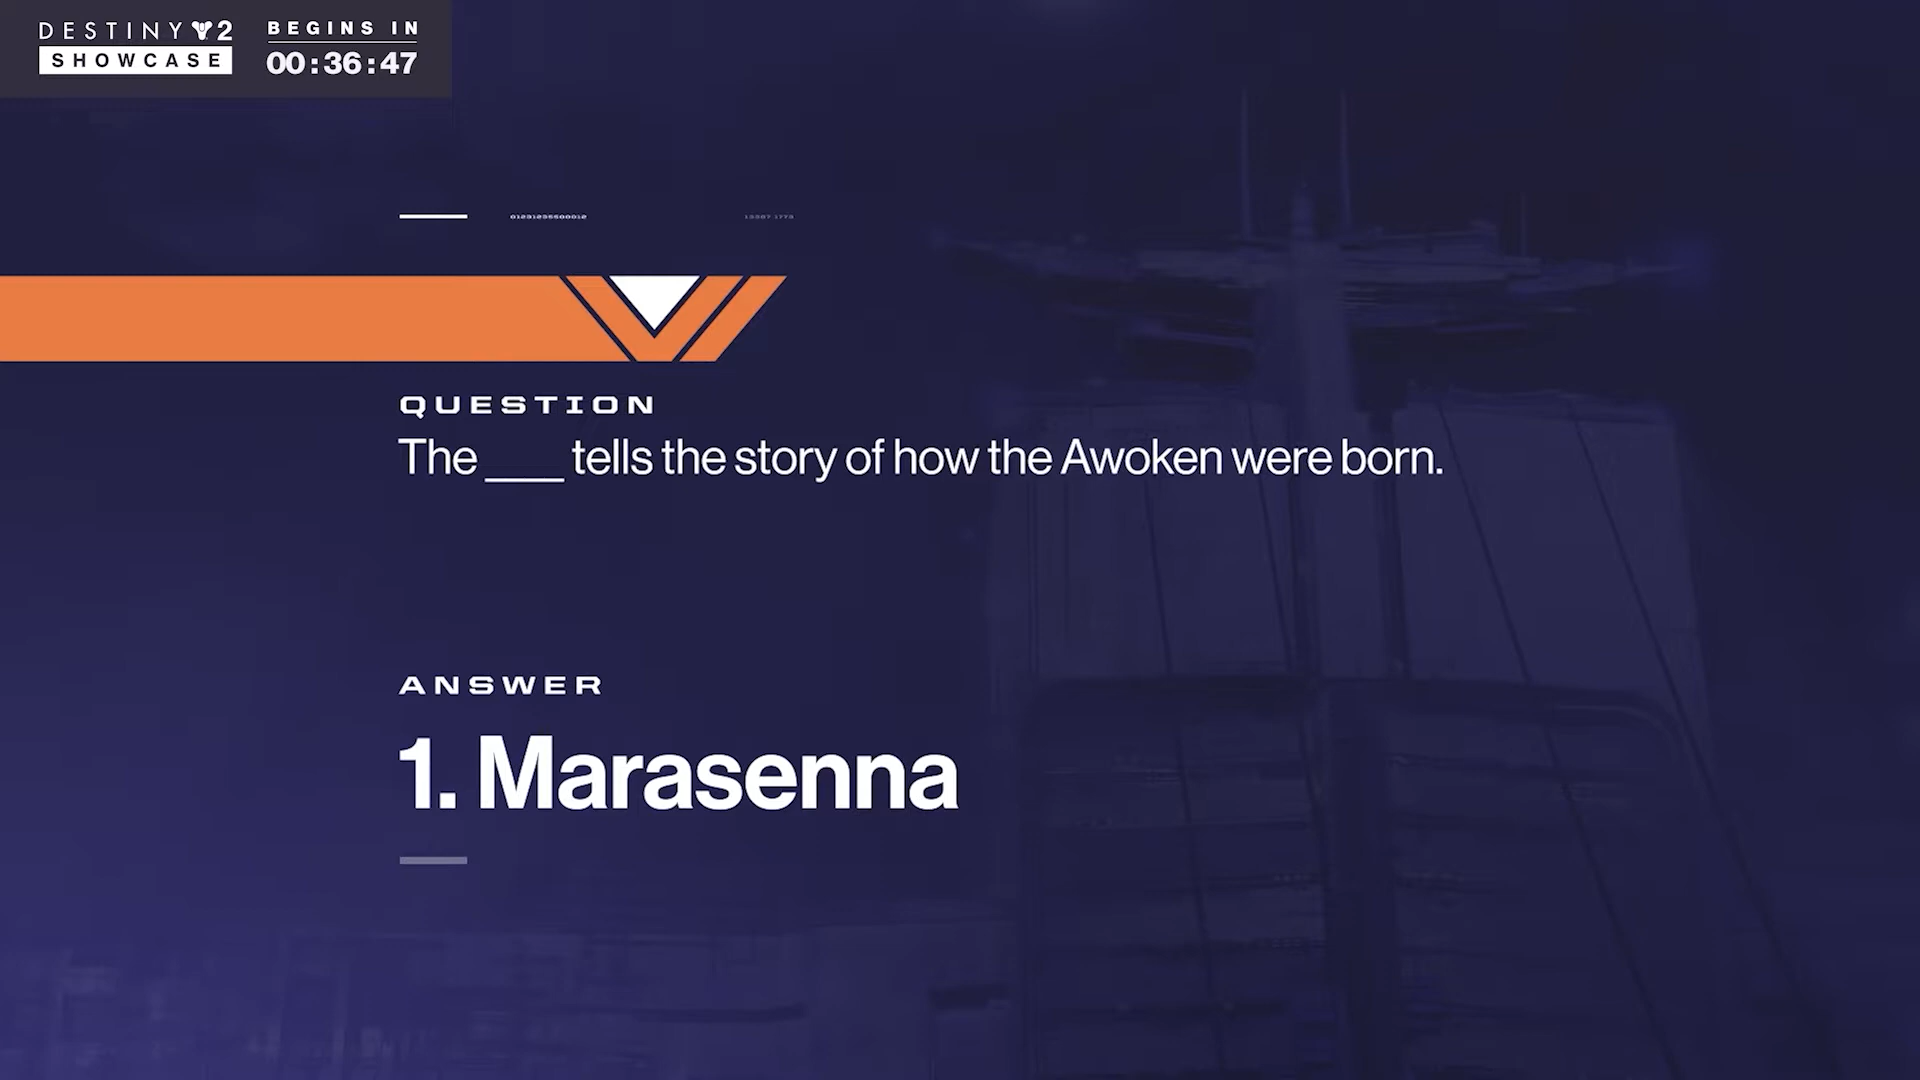 DESTINY 2
SHOWCASE
BEGINS IN
00:36:47
QUESTION
The ____ tells the story of how the Awoken were born.
ANSWER
1. Marasenna